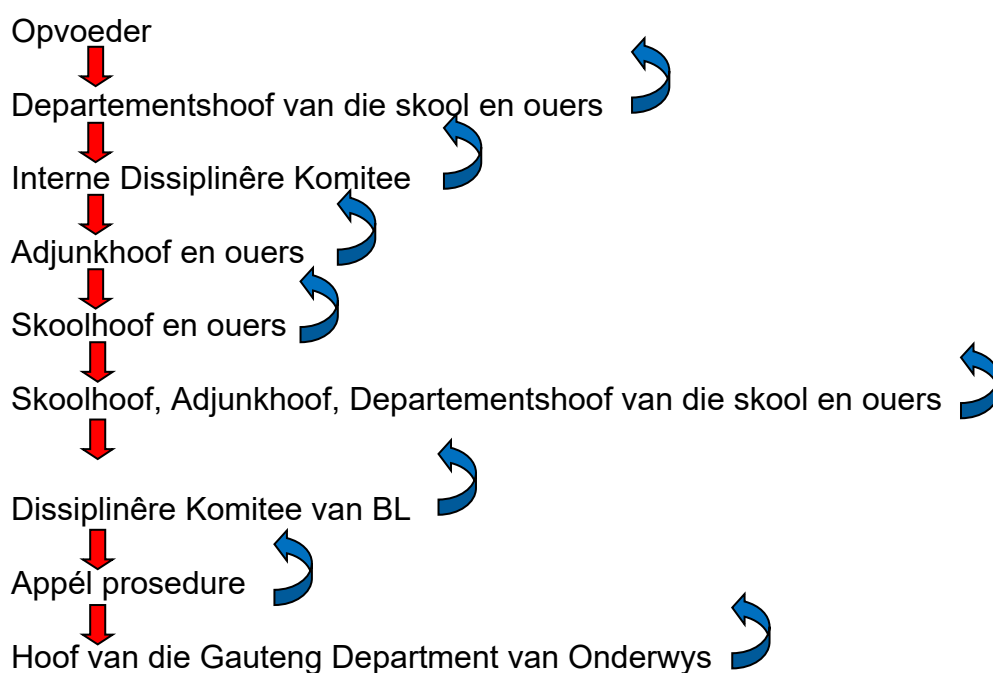 Opvoeder
Departementshoof van die skool en ouers
Interne Dissiplinêre Komitee
Adjunkhoof en ouers
Skoolhoof en ouers
Skoolhoof, Adjunkhoof, Departementshoof van die skool en ouers
Dissiplinêre Komitee van BL
Appél prosedure
Hoof van die Gauteng Department van Onderwys